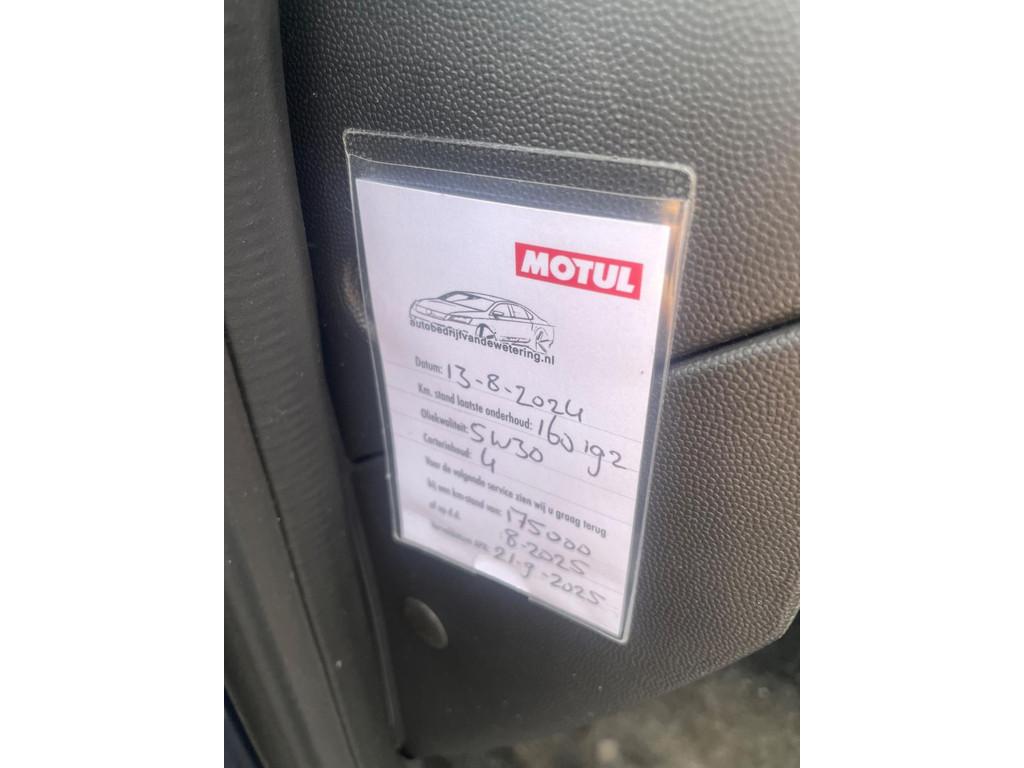 MOTUL
autobedrijfvandewetering.nl
Datum: 13-8-2024
Km. stand laatste onderhoud: 160192
Oliekwaliteit: 5W30
Carterinhoud: 4
Voor de volgende service zien wij u graag terug
bij een km-stand van: 175000
of op d.d. 8-2025
APK: 21-9-2025